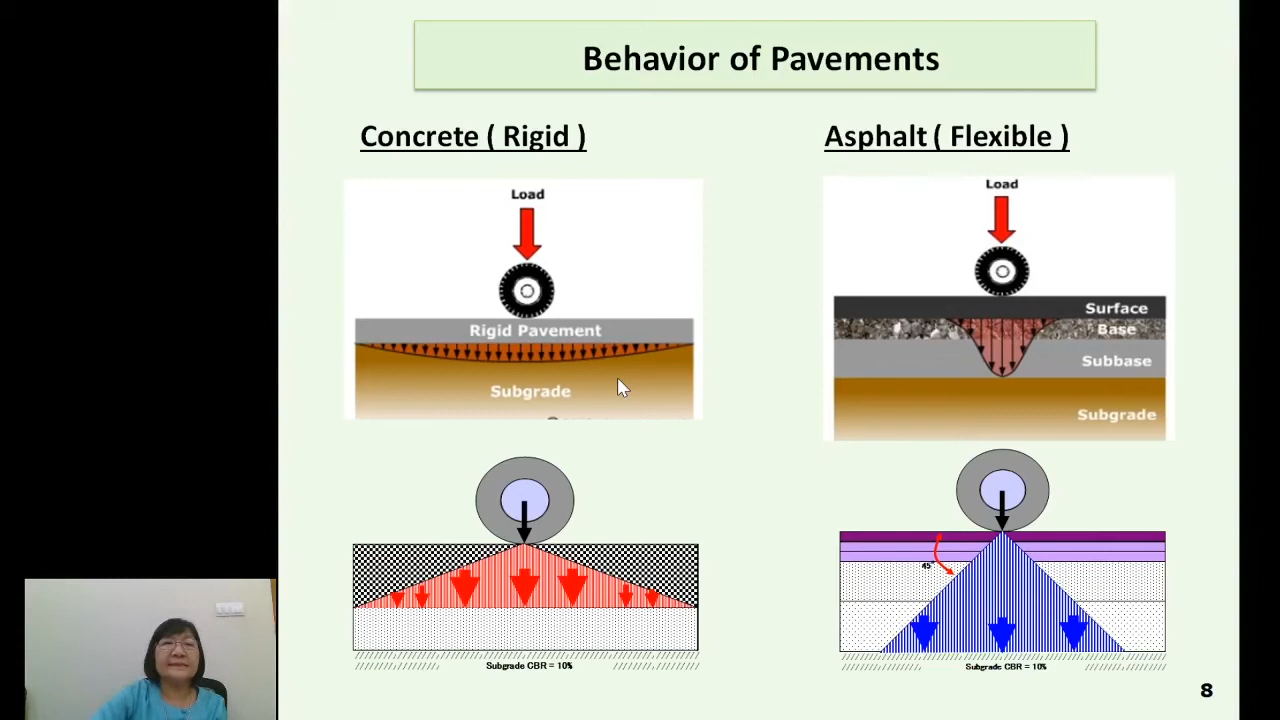 Behavior of Pavements
Concrete ( Rigid )
Load
Rigid Pavement
Subgrade
Subgrade CBR = 10%
Asphalt ( Flexible )
Load
Surface
Base
Subbase
Subgrade
45°
Subgrade CBR = 10%
8